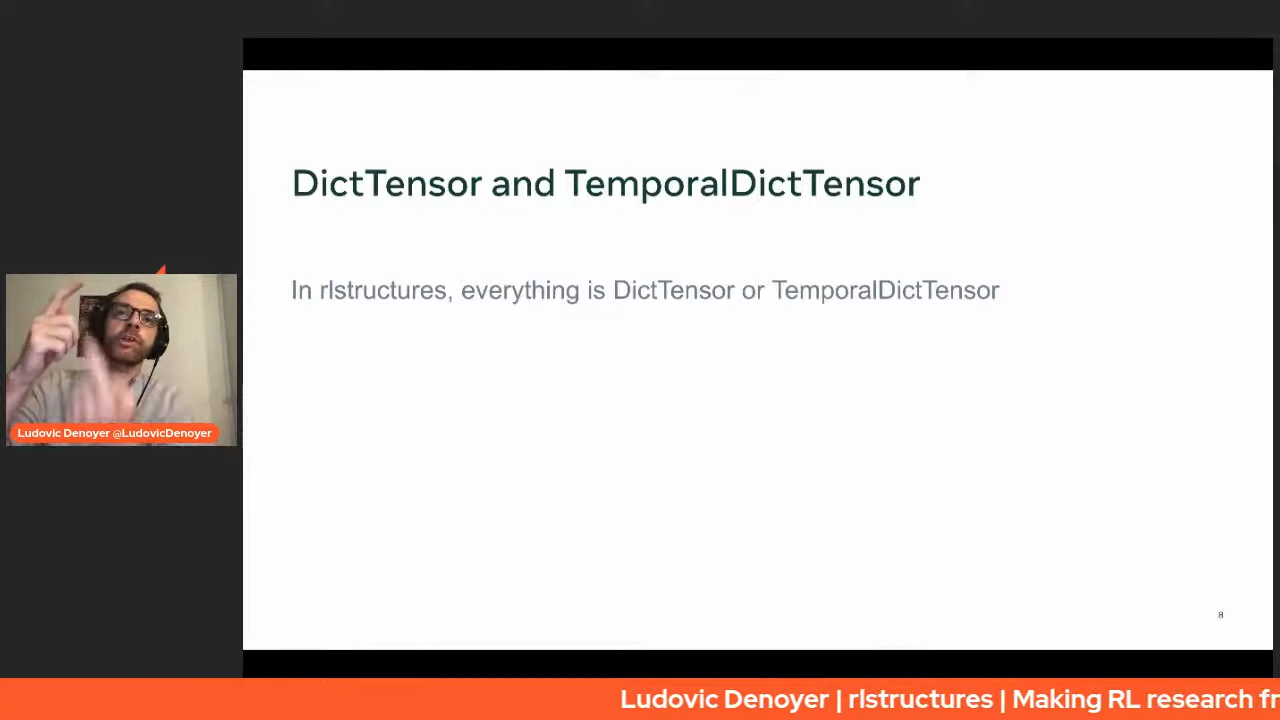 DictTensor and TemporalDictTensor
In rlstructures, everything is DictTensor or TemporalDictTensor
Ludovic Denoyer @LudovicDenoyer
8
Ludovic Denoyer | rlstructures | Making RL research fr